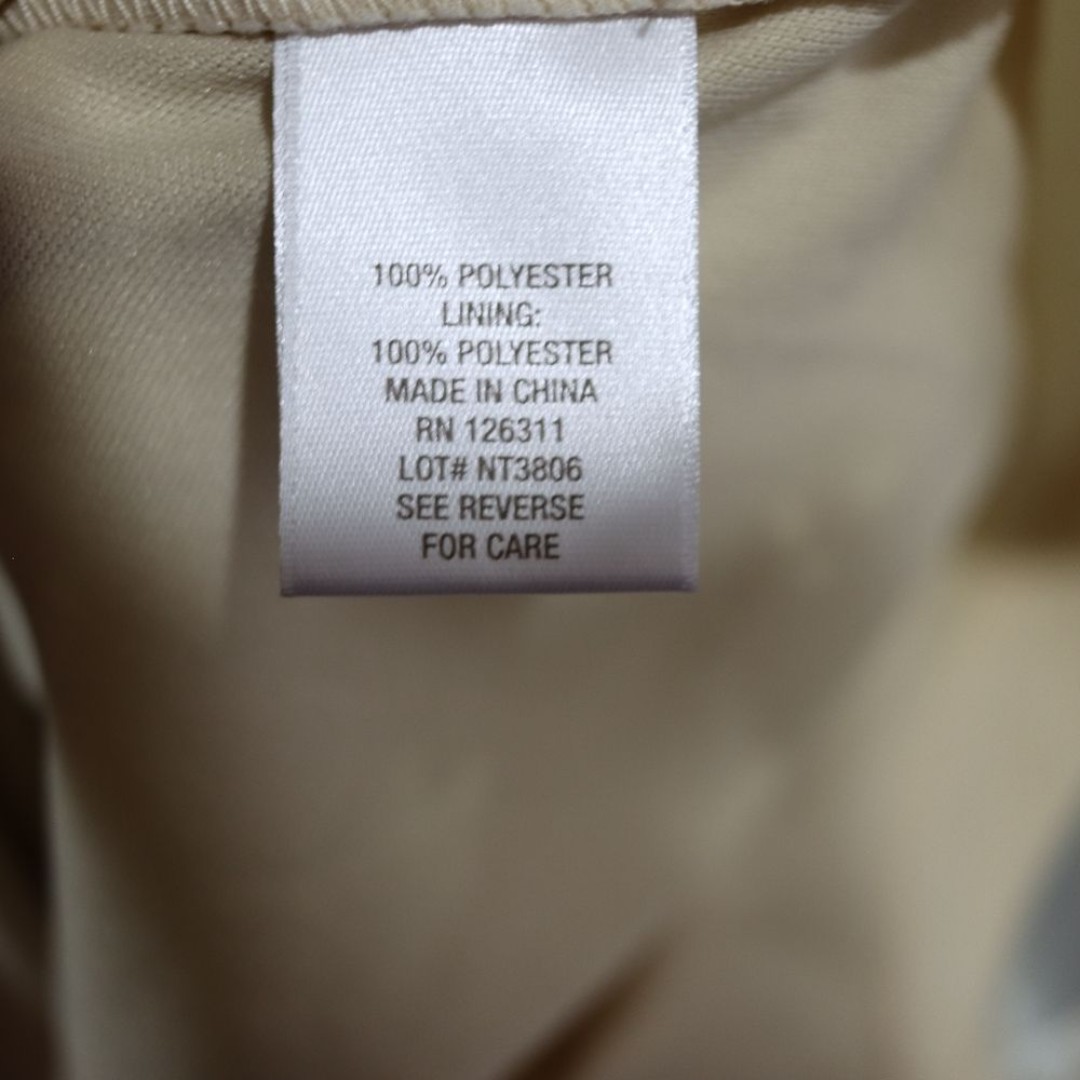 100% POLYESTER
LINING:
100% POLYESTER
MADE IN CHINA
RN 126311
LOT# NT3806
SEE REVERSE
FOR CARE